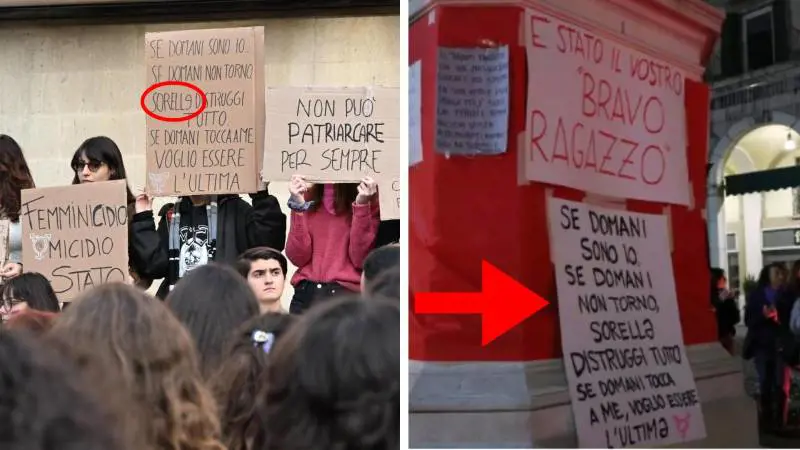 SE DOMANI SONO IO..
SE DOMANI NON TORNO
SORELLə DISTRUGGI
TUTTO.
SE DOMANI TOCCA A ME
VOGLIO ESSERE
L'ULTIMA
NON PUO'
PATRIARCARE
PER SEMPRE
FEMMINICIDIO
OMICIDIO
STATO
E STATO IL VOSTRO
"BRAVO
RAGAZZO"
SE DOMANI
SONO IO,
SE DOMANI
NON TORNO,
SORELLə
DISTRUGGI TUTTO
SE DOMANI TOCCA
A ME, VOGLIO ESSERE
L'ULTIMə